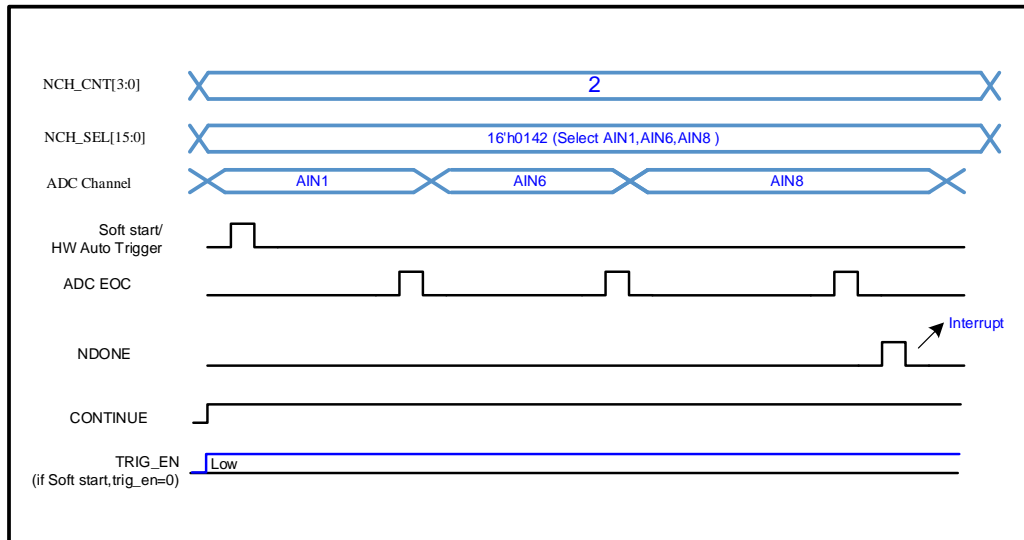 NCH_CNT[3:0]
2
NCH_SEL[15:0]
16'h0142 (Select AIN1,AIN6,AIN8 )
ADC Channel
AIN1
AIN6
AIN8
Soft start/
HW Auto Trigger
ADC EOC
Interrupt
NDONE
CONTINUE
TRIG_EN
(if Soft start,trig_en=0)
Low